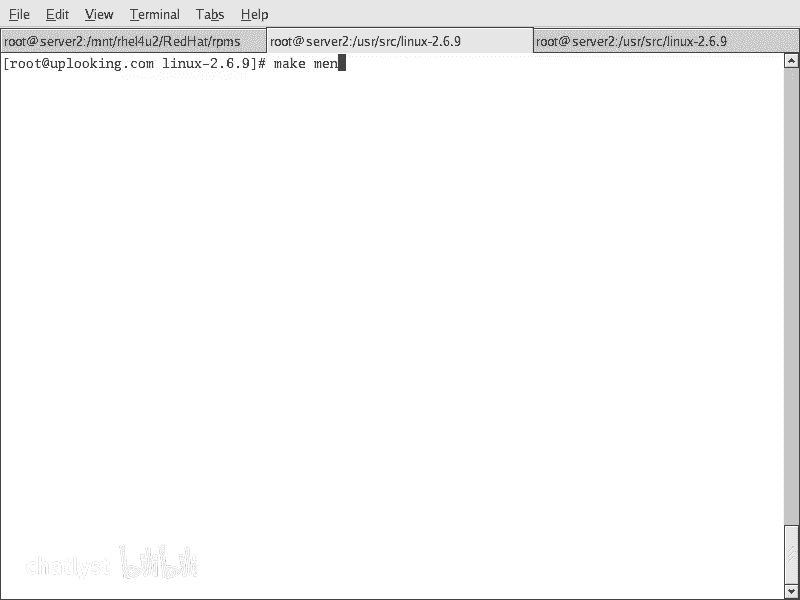 File Edit View Terminal Tabs Help
root@server2:/mnt/rhel4u2/RedHat/rpms root@server2:/usr/src/linux-2.6.9 root@server2:/usr/src/linux-2.6.9
[root@uplooking.com linux-2.6.9]# make men
chatlyst bilibili